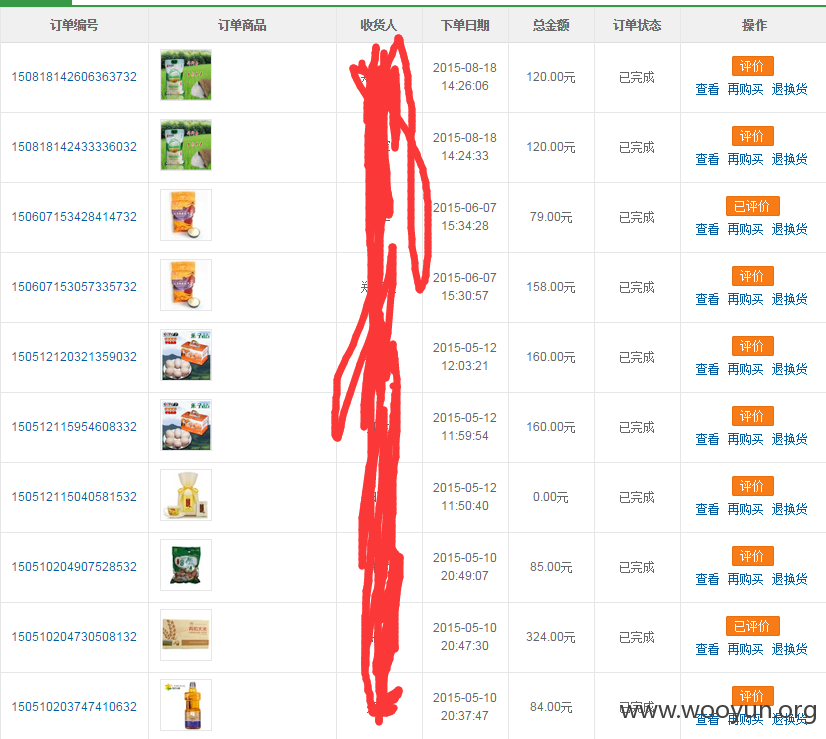 订单编号 订单商品 收货人 下单日期 总金额 订单状态 操作
150818142606363732 2015-08-18 14:26:06 120.00元 已完成 评价 查看 再购买 退换货
150818142433336032 2015-08-18 14:24:33 120.00元 已完成 评价 查看 再购买 退换货
150607153428414732 2015-06-07 15:34:28 79.00元 已完成 已评价 查看 再购买 退换货
150607153057335732 2015-06-07 15:30:57 158.00元 已完成 评价 查看 再购买 退换货
150512120321359032 2015-05-12 12:03:21 160.00元 已完成 评价 查看 再购买 退换货
150512115954608332 2015-05-12 11:59:54 160.00元 已完成 评价 查看 再购买 退换货
150512115040581532 2015-05-12 11:50:40 0.00元 已完成 评价 查看 再购买 退换货
150510204907528532 2015-05-10 20:49:07 85.00元 已完成 评价 查看 再购买 退换货
150510204730508132 2015-05-10 20:47:30 324.00元 已完成 已评价 查看 再购买 退换货
150510203747410632 2015-05-10 20:37:47 84.00元 已完成 评价 查看 再购买 退换货
www.wooyun.org